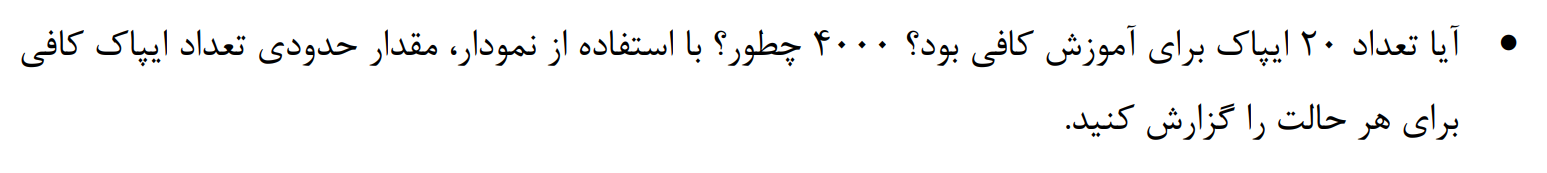 • آیا تعداد ۲۰ ایپاک برای آموزش کافی بود؟ ۴۰۰۰ چطور؟ با استفاده از نمودار، مقدار حدودی تعداد ایپاک کافی
برای هر حالت را گزارش کنید.